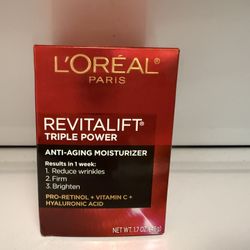 L'ORÉAL
PARIS
REVITALIFT®
TRIPLE POWER
ANTI-AGING MOISTURIZER
Results in 1 week:
1. Reduce wrinkles
2. Firm
3. Brighten
PRO-RETINOL + VITAMIN C +
HYALURONIC ACID
NET WT. 1.7 OZ (48g)